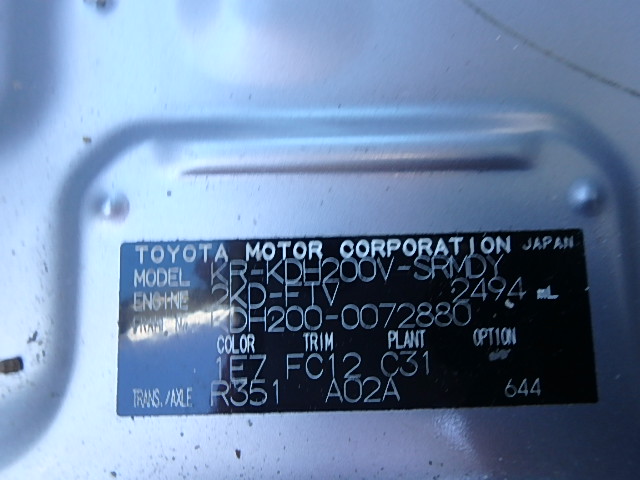 TOYOTA MOTOR CORPORATION JAPAN
MODEL KR-KDH200V-SRMDY
ENGINE 2KD-FTV 2494 mL
FRAME No. KDH200-0072880
COLOR TRIM PLANT OPTION
1E7 FC12 C31
TRANS./AXLE R351 A02A 644